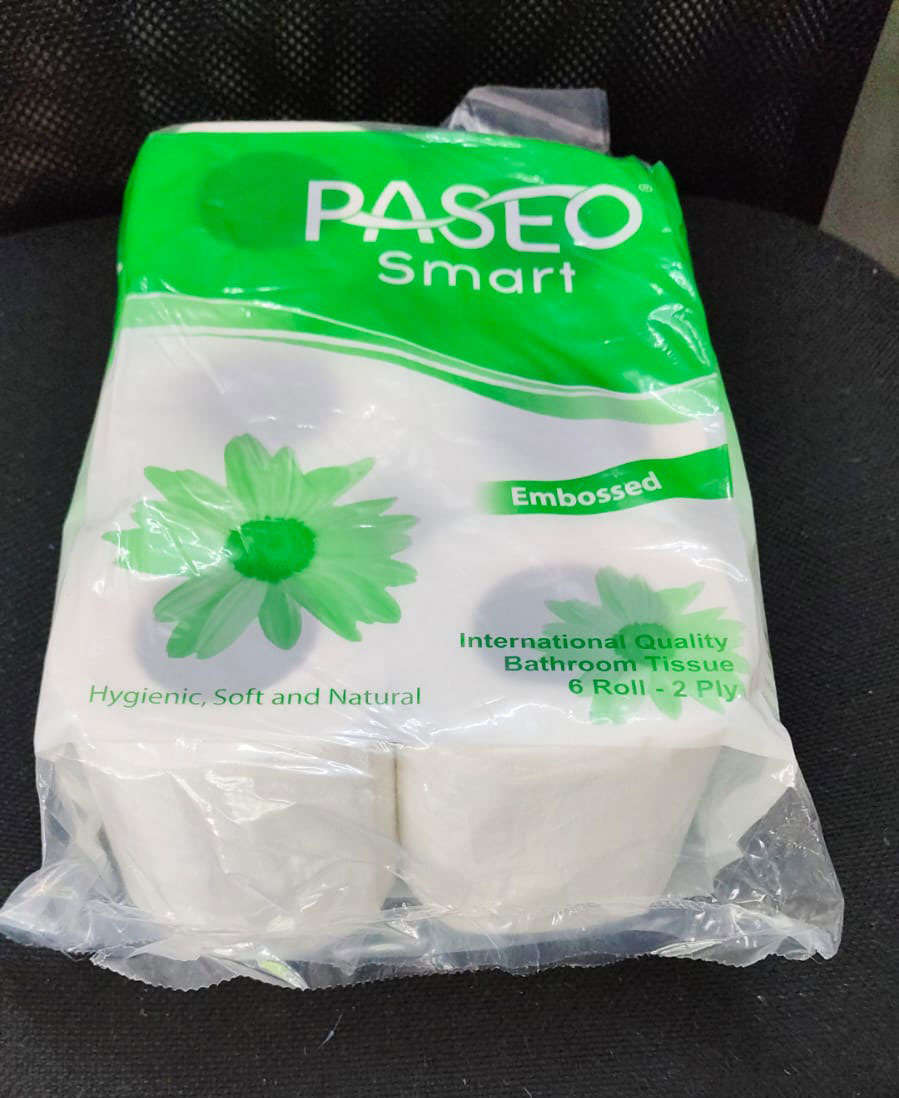 PASEO®
Smart
Embossed
International Quality
Bathroom Tissue
6 Roll - 2 Ply
Hygienic, Soft and Natural